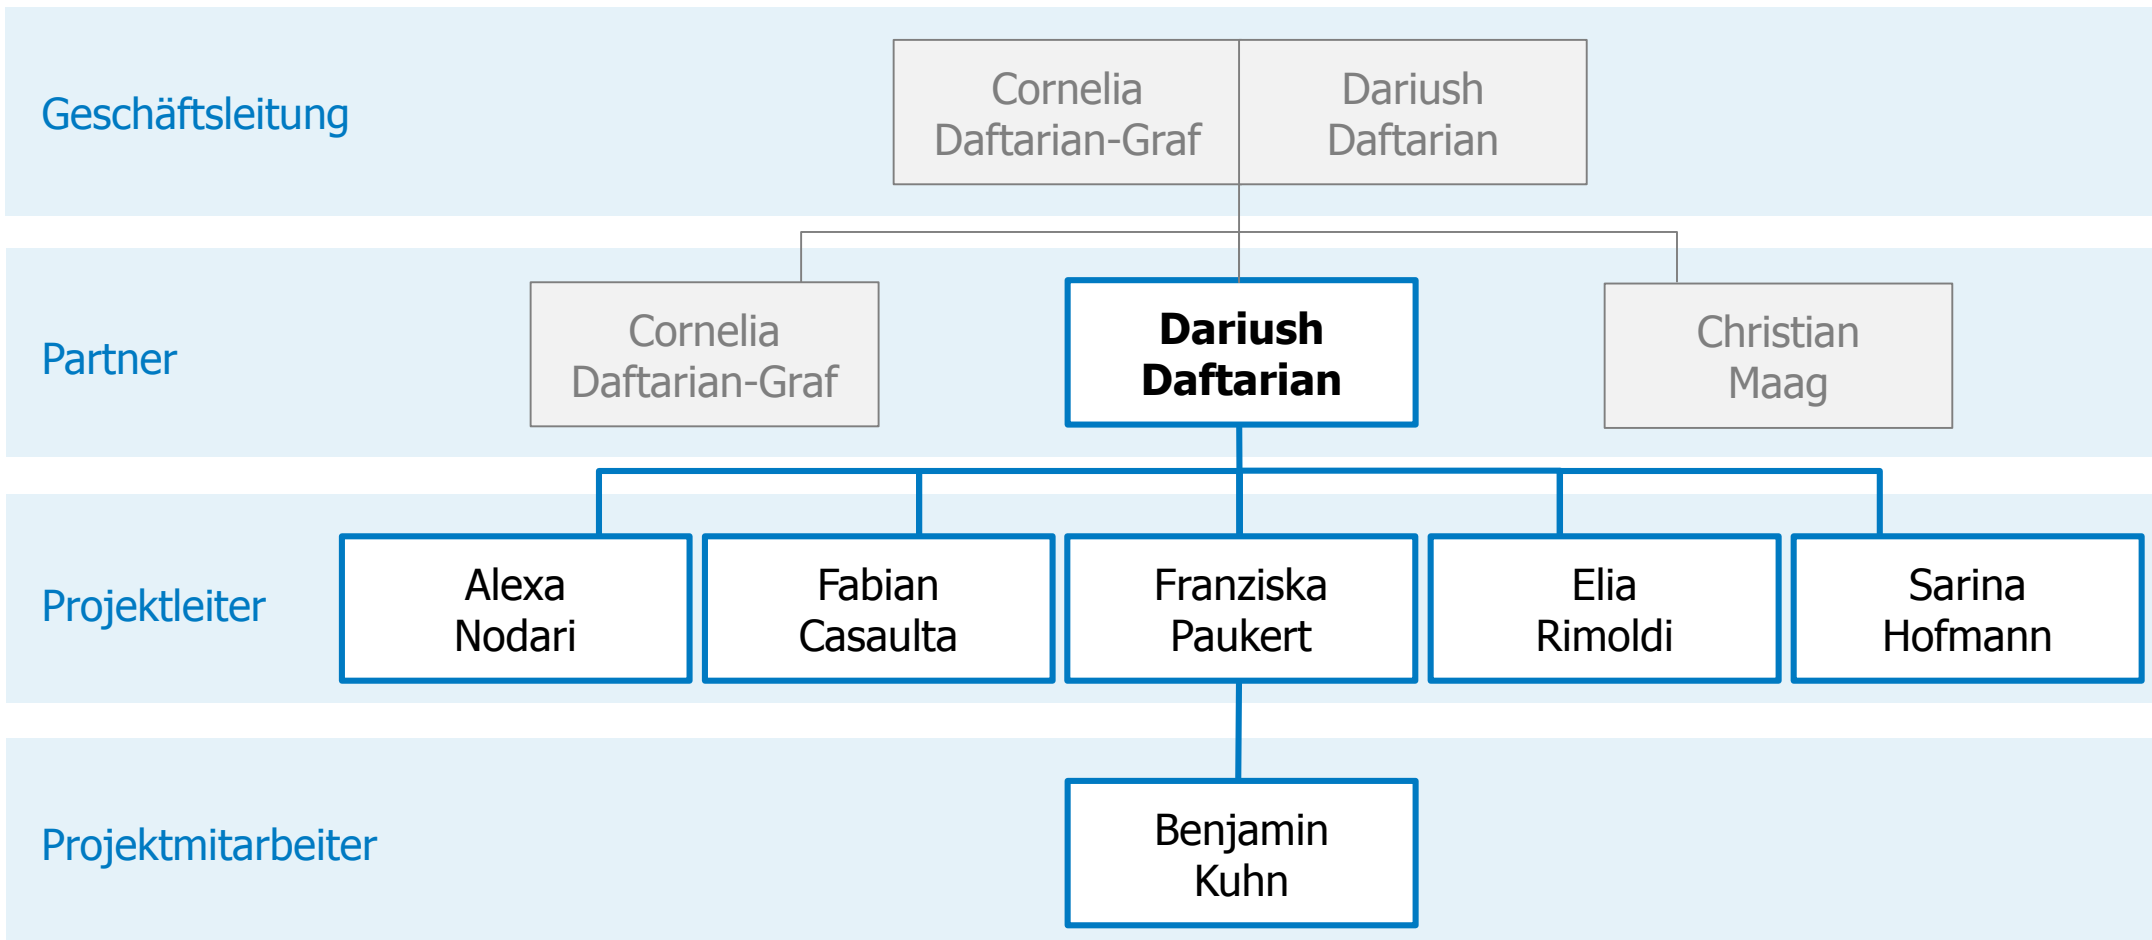 Geschäftsleitung
Cornelia
Daftarian-Graf
Dariush
Daftarian
Partner
Cornelia
Daftarian-Graf
Dariush
Daftarian
Christian
Maag
Projektleiter
Alexa
Nodari
Fabian
Casaulta
Franziska
Paukert
Elia
Rimoldi
Sarina
Hofmann
Projektmitarbeiter
Benjamin
Kuhn